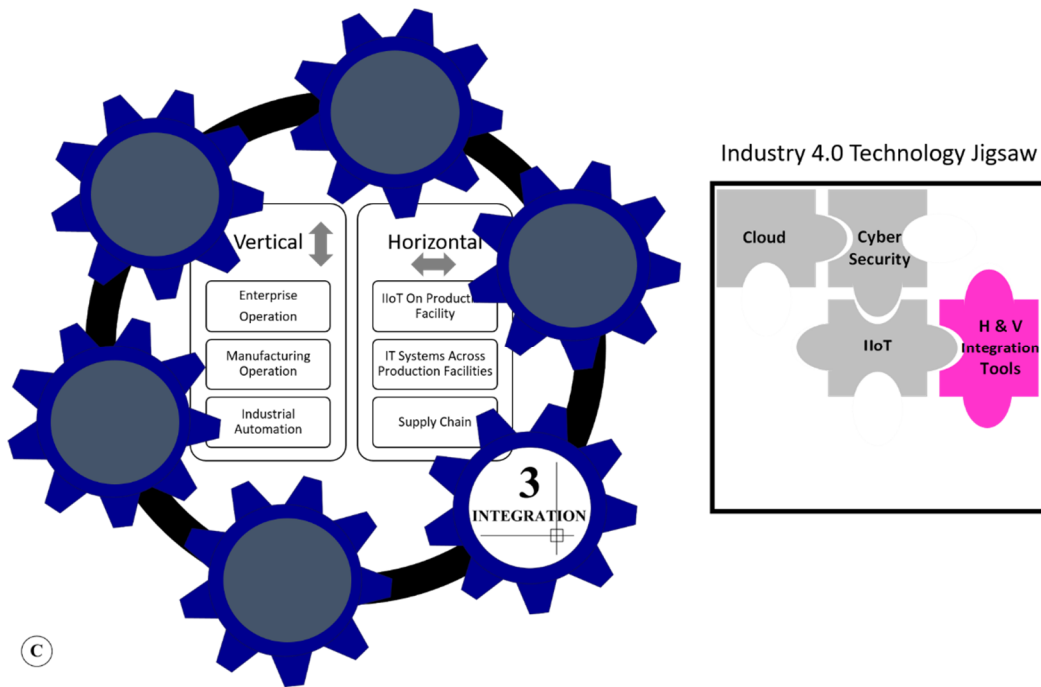 Vertical
Enterprise
Operation
Manufacturing
Operation
Industrial
Automation
Horizontal
IIoT On Production
Facility
IT Systems Across
Production Facilities
Supply Chain
3
INTEGRATION
C
Industry 4.0 Technology Jigsaw
Cloud
Cyber
Security
IIoT
H & V
Integration
Tools